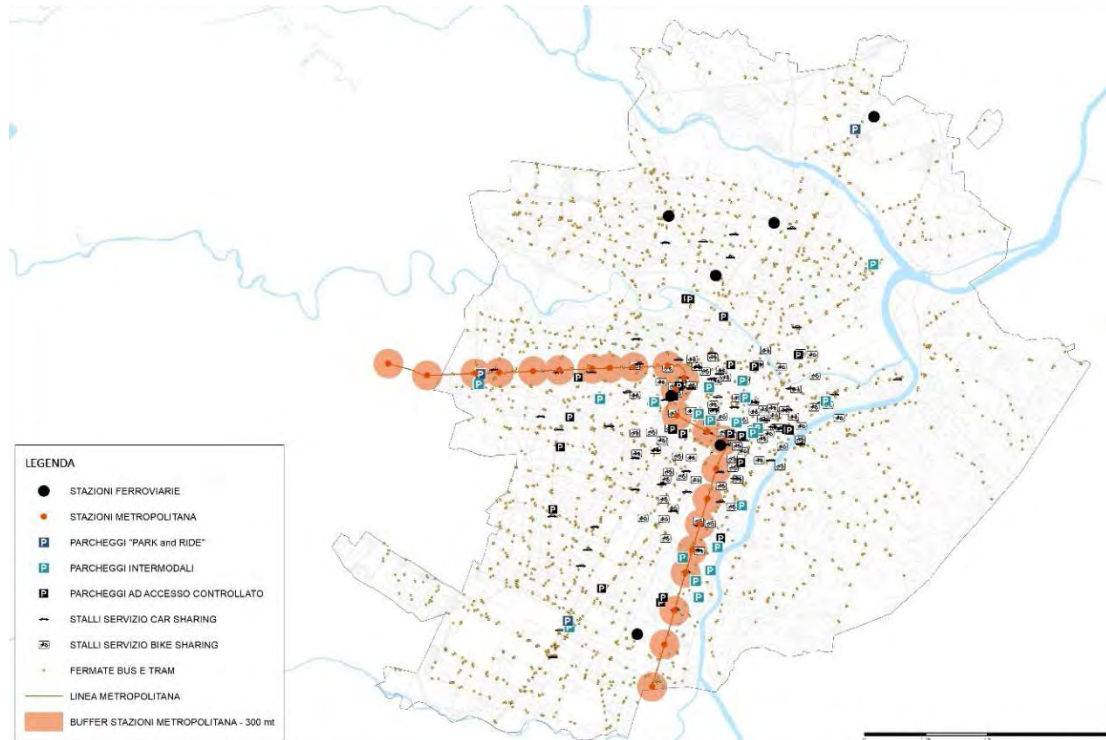 LEGENDA
STAZIONI FERROVIARIE
STAZIONI METROPOLITANA
P PARCHEGGI "PARK and RIDE"
P PARCHEGGI INTERMODALI
P PARCHEGGI AD ACCESSO CONTROLLATO
STALLI SERVIZIO CAR SHARING
STALLI SERVIZIO BIKE SHARING
FERMATE BUS E TRAM
LINEA METROPOLITANA
BUFFER STAZIONI METROPOLITANA - 300 mt